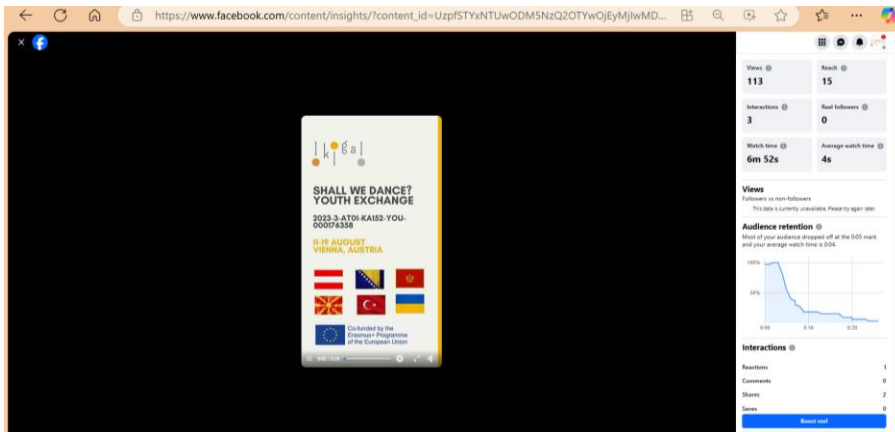 https://www.facebook.com/content/insights/?content_id=UzpfSTYxNTUwODM5NzQ2OTYwOjEyMjIwMD...
ikigai
SHALL WE DANCE?
YOUTH EXCHANGE
2023-3-AT01-KA152-YOU-
000176358
11-19 AUGUST
VIENNA, AUSTRIA
Co-funded by the
Erasmus+ Programme
of the European Union
Views
113
Reach
15
Interactions
3
Reel followers
0
Watch time
6m 52s
Average watch time
4s
Views
Followers vs non-followers
This data is currently unavailable. Please try again later.
Audience retention
Most of your audience dropped off at the 0:05 mark
and your average watch time is 0:04.
100%
50%
0:00 0:10 0:20
Interactions
Reactions 1
Comments 0
Shares 2
Saves 0
Boost reel